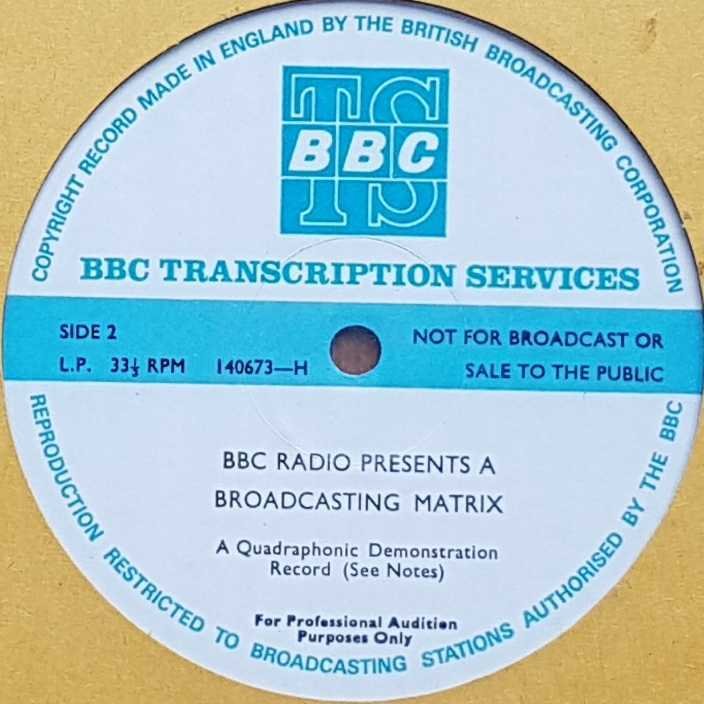 COPYRIGHT RECORD MADE IN ENGLAND BY THE BRITISH BROADCASTING CORPORATION
TS
BBC
BBC TRANSCRIPTION SERVICES
SIDE 2
L.P. 33⅓ RPM 140673—H
NOT FOR BROADCAST OR
SALE TO THE PUBLIC
BBC RADIO PRESENTS A
BROADCASTING MATRIX
A Quadraphonic Demonstration
Record (See Notes)
For Professional Audition
Purposes Only
REPRODUCTION RESTRICTED TO BROADCASTING STATIONS AUTHORISED BY THE BBC